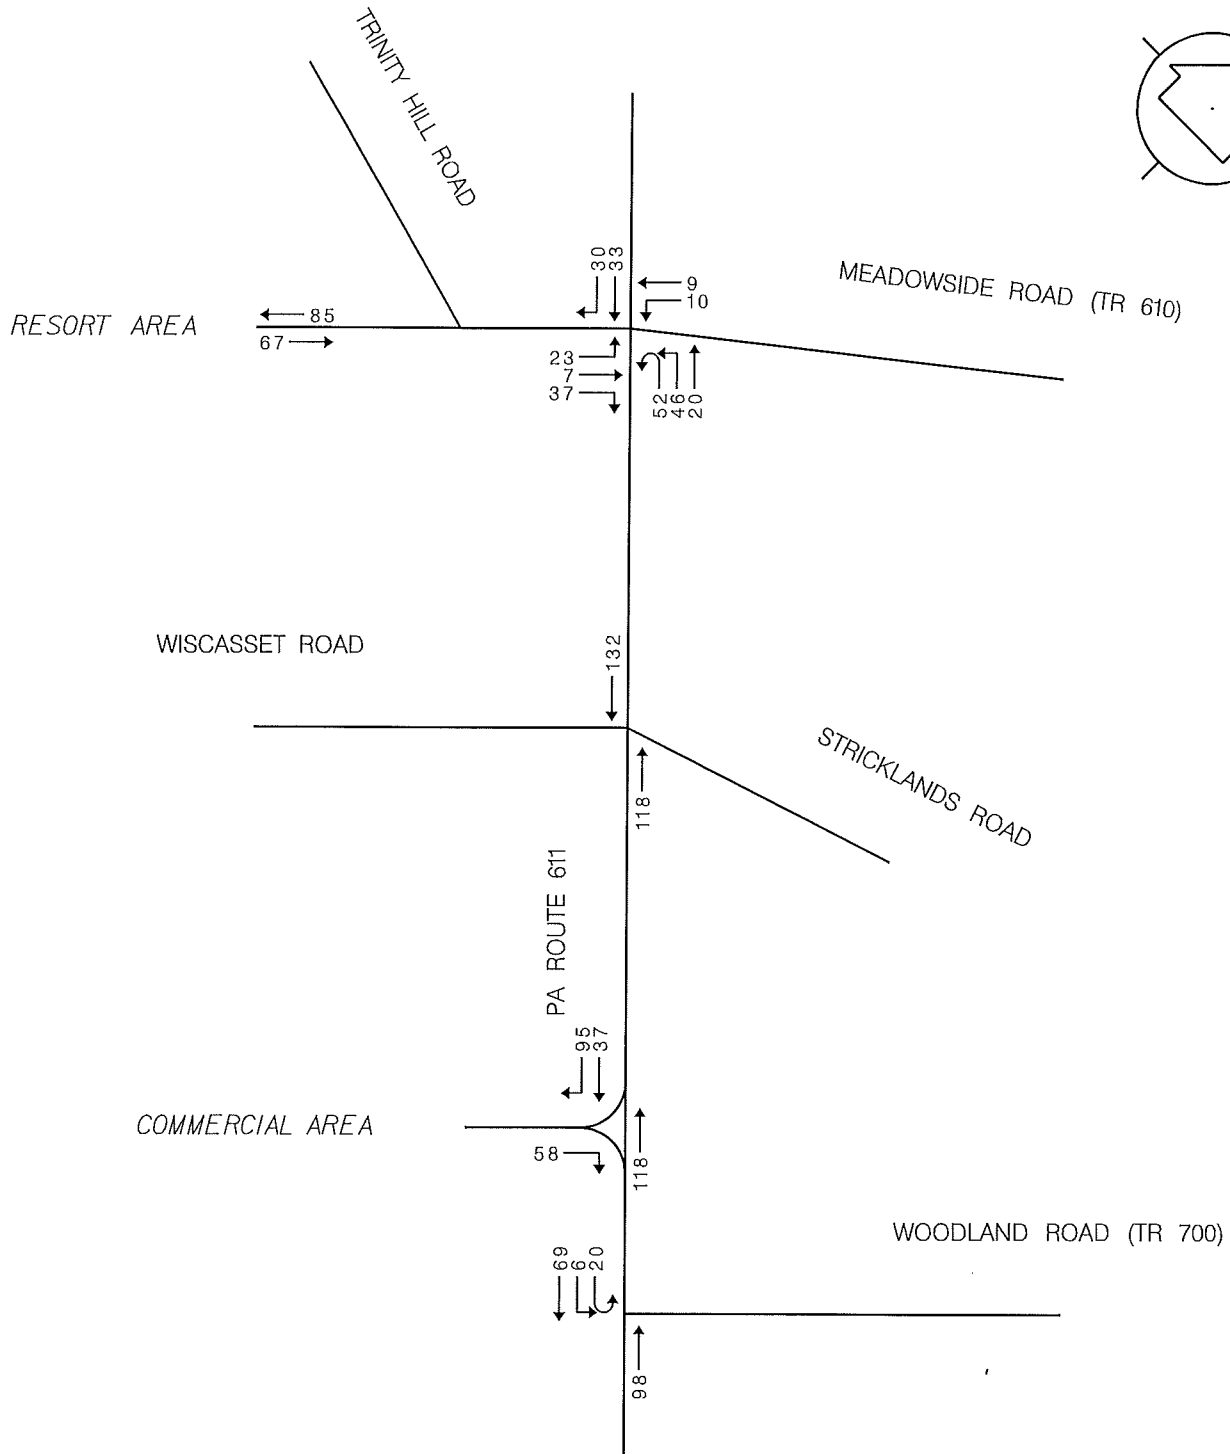 TRINITY HILL ROAD
30
33
9
10
MEADOWSIDE ROAD (TR 610)
RESORT AREA
85
67
23
7
37
52
46
20
132
WISCASSET ROAD
STRICKLANDS ROAD
118
PA ROUTE 611
95
37
COMMERCIAL AREA
58
118
WOODLAND ROAD (TR 700)
69
6
20
98